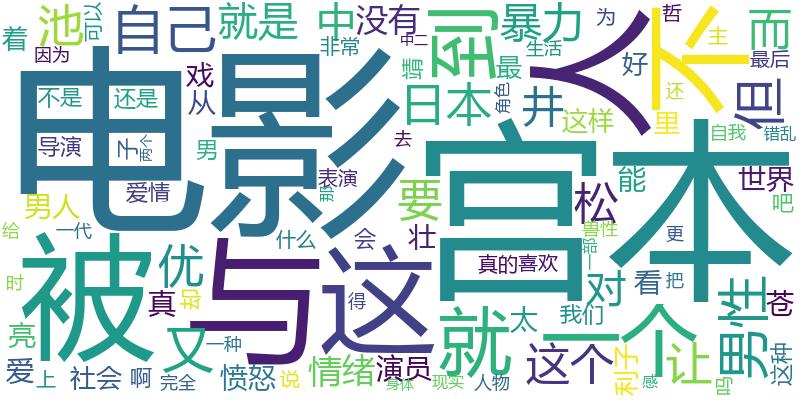 着 池 自己 就是 中 没有 到 暴力 人 不 为 哲 而
可以 因为 非常 中二 生活 主 最后
电影 戏 从 靖 最 好 但
不是 还是 日本 角色 井 这样 里 还 自我 错乱
导演 子 两个 男 去 宫本
爱情 表演 那 要 松 能 世界 吧
男人 给 一代 什么 会 壮 真的 喜欢 兽性 一部 更
被 优 与 这 对 看 把 男性 苍
时 真 却 得 就 太 我们 一个
亮 又 一种 这个 利子 让 这种
爱 上 社会 啊 完全 愤怒 说 情绪 演员 身体 现实 人物 感 吗